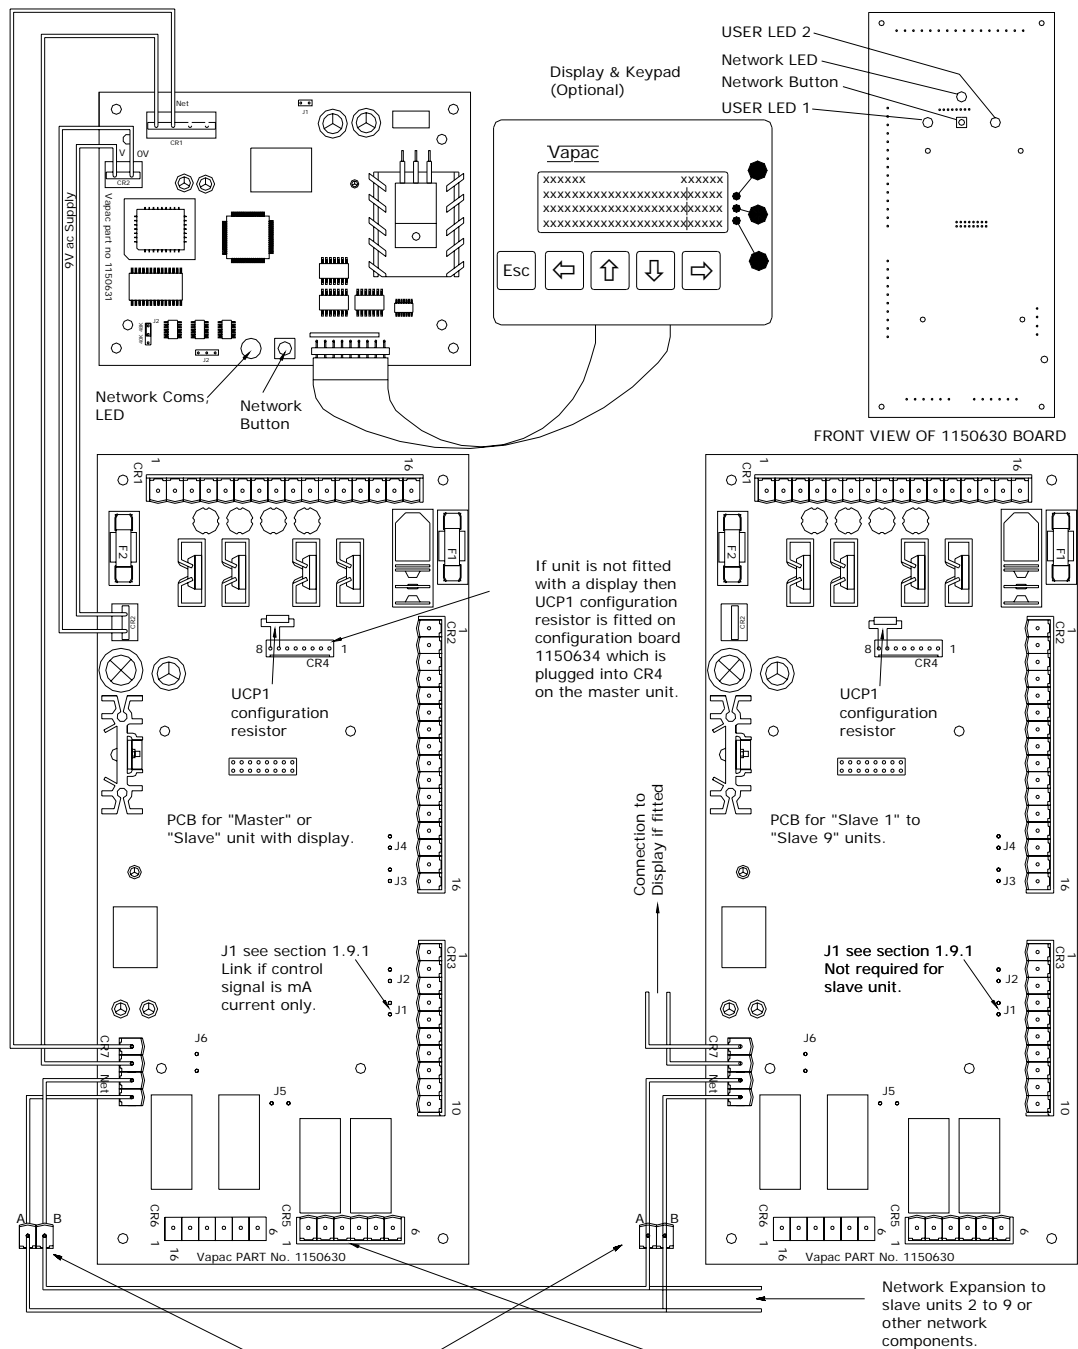 USER LED 2
Network LED
Network Button
USER LED 1
Display & Keypad
(Optional)
Net
J1
CR1
V 0V
CR2
9V ac Supply
Vapac part no 1150631
J2
J2
Vapac
XXXXXX XXXXXX
XXXXXXXXXXXXXXXXXXXXXXXXX
XXXXXXXXXXXXXXXXXXXXXXXXX
XXXXXXXXXXXXXXXXXXXXXXXXX
Esc
Network Coms,
LED
Network
Button
FRONT VIEW OF 1150630 BOARD
CR1
1
16
F2
F1
CR2
1
CR2
8
1
CR4
UCP1
configuration
resistor
If unit is not fitted
with a display then
UCP1 configuration
resistor is fitted on
configuration board
1150634 which is
plugged into CR4
on the master unit.
PCB for "Master" or
"Slave" unit with display.
J4
J3
16
J1 see section 1.9.1
Link if control
signal is mA
current only.
CR3
1
J2
J1
CR7
Net
J6
J5
10
A
B
CR6
1
16
6
CR5
1
6
Vapac PART No. 1150630
Connection to
Display if fitted
CR1
1
16
F2
F1
CR2
1
CR2
8
1
CR4
UCP1
configuration
resistor
PCB for "Slave 1" to
"Slave 9" units.
J4
J3
16
J1 see section 1.9.1
Not required for
slave unit.
CR3
1
J2
J1
CR7
Net
J6
J5
10
A
B
CR6
1
16
6
CR5
1
6
Vapac PART No. 1150630
Network Expansion to
slave units 2 to 9 or
other network
components.